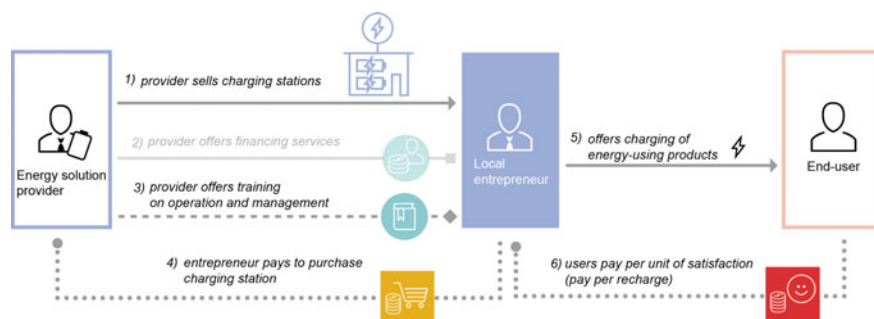 1) provider sells charging stations
2) provider offers financing services
3) provider offers training
on operation and management
Energy solution
provider
Local
entrepreneur
5) offers charging of
energy-using products
End-user
4) entrepreneur pays to purchase
charging station
6) users pay per unit of satisfaction
(pay per recharge)